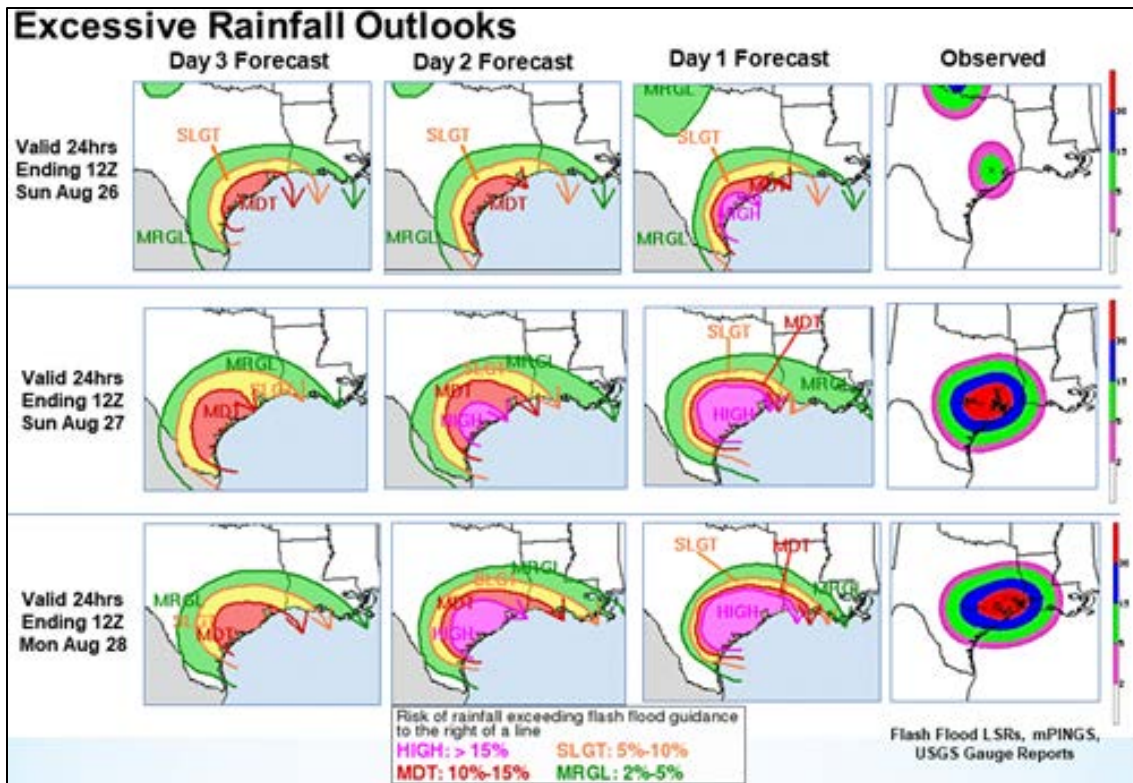 Excessive Rainfall Outlooks
Day 3 Forecast
Day 2 Forecast
Day 1 Forecast
Observed
Valid 24hrs
Ending 12Z
Sun Aug 26
SLGT
MDT
MRGL
SLGT
MDT
MRGL
MRGL
SLGT
MDT
HIGH
MRGL
Valid 24hrs
Ending 12Z
Sun Aug 27
MRGL
SLGT
MDT
MRGL
SLGT
MDT
HIGH
SLGT
MDT
MRGL
HIGH
Valid 24hrs
Ending 12Z
Mon Aug 28
MRGL
SLGT
MDT
MRGL
SLGT
MDT
HIGH
SLGT
MDT
MRGL
HIGH
Risk of rainfall exceeding flash flood guidance
to the right of a line
HIGH: > 15% SLGT: 5%-10%
MDT: 10%-15% MRGL: 2%-5%
Flash Flood LSRs, mPINGS,
USGS Gauge Reports